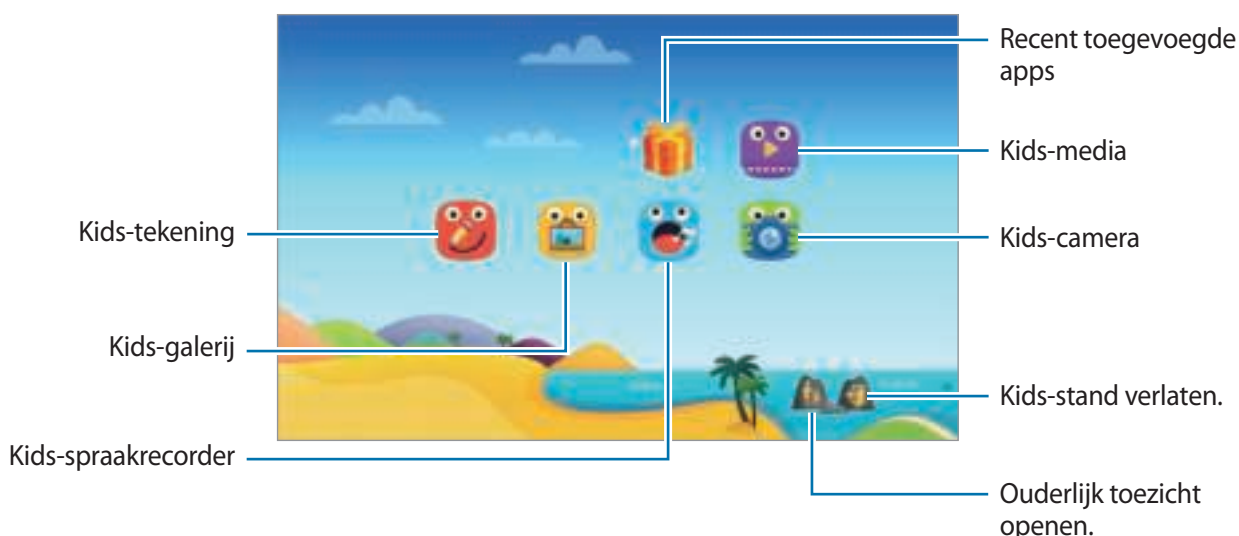 Recent toegevoegde
apps
Kids-media
Kids-tekening
Kids-camera
Kids-galerij
Kids-stand verlaten.
Kids-spraakrecorder
Ouderlijk toezicht
openen.